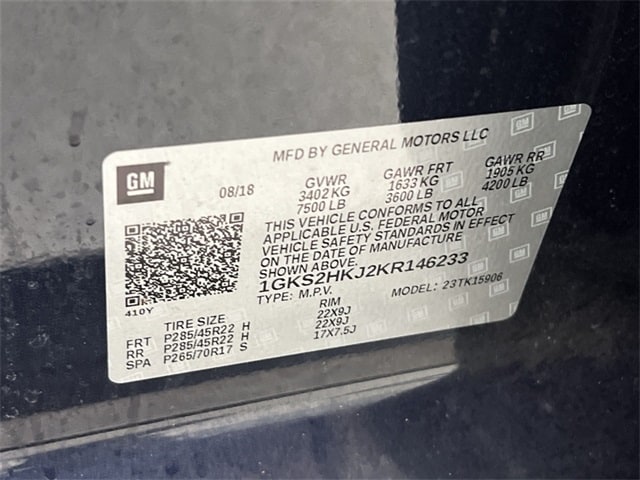 MFD BY GENERAL MOTORS LLC
GM
08/18
GVWR
3402 KG
7500 LB
GAWR FRT
1633 KG
3600 LB
GAWR RR
1905 KG
4200 LB
THIS VEHICLE CONFORMS TO ALL
APPLICABLE U.S. FEDERAL MOTOR
VEHICLE SAFETY STANDARDS IN EFFECT
ON THE DATE OF MANUFACTURE
SHOWN ABOVE.
1GKS2HKJ2KR146233
TYPE: M.P.V.
MODEL: 23TK15906
410Y
TIRE SIZE RIM
FRT P285/45R22 H 22X9J
RR P285/45R22 H 22X9J
SPA P265/70R17 S 17X7.5J